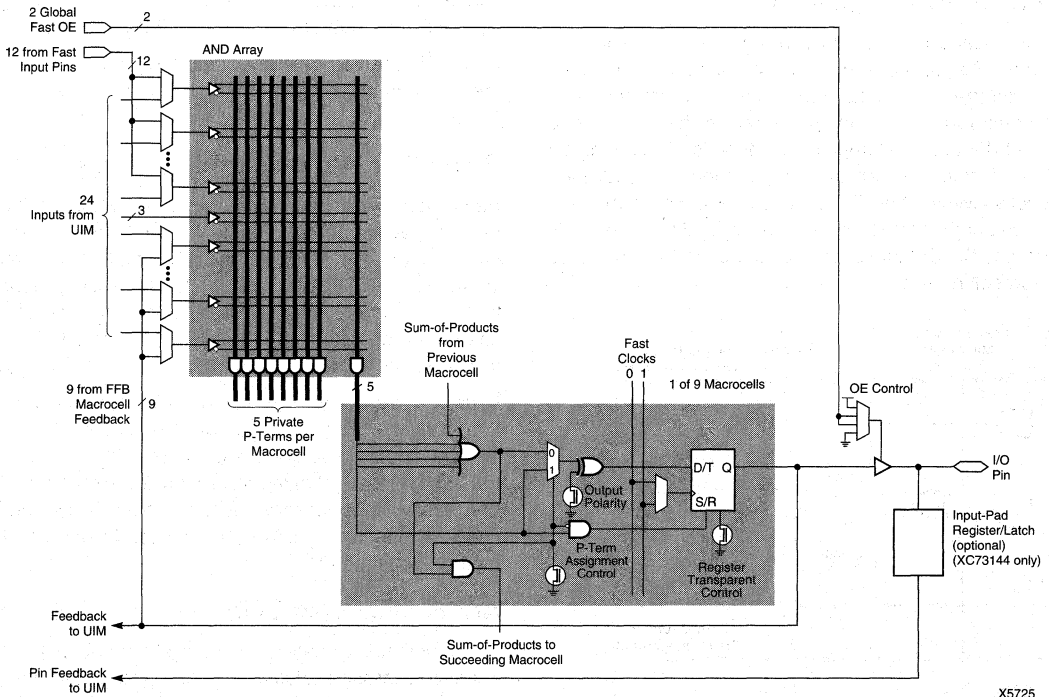 2 Global
Fast OE
2
12 from Fast
Input Pins
12
AND Array
24
Inputs from
UIM
3
9 from FFB
Macrocell
Feedback
9
5 Private
P-Terms per
Macrocell
5
Sum-of-Products
from
Previous
Macrocell
Fast
Clocks
0 1
1 of 9 Macrocells
OE Control
0
1
D/T Q
S/R
Output
Polarity
P-Term
Assignment
Control
Register
Transparent
Control
I/O
Pin
Input-Pad
Register/Latch
(optional)
(XC73144 only)
Feedback
to UIM
Sum-of-Products to
Succeeding Macrocell
Pin Feedback
to UIM
X5725